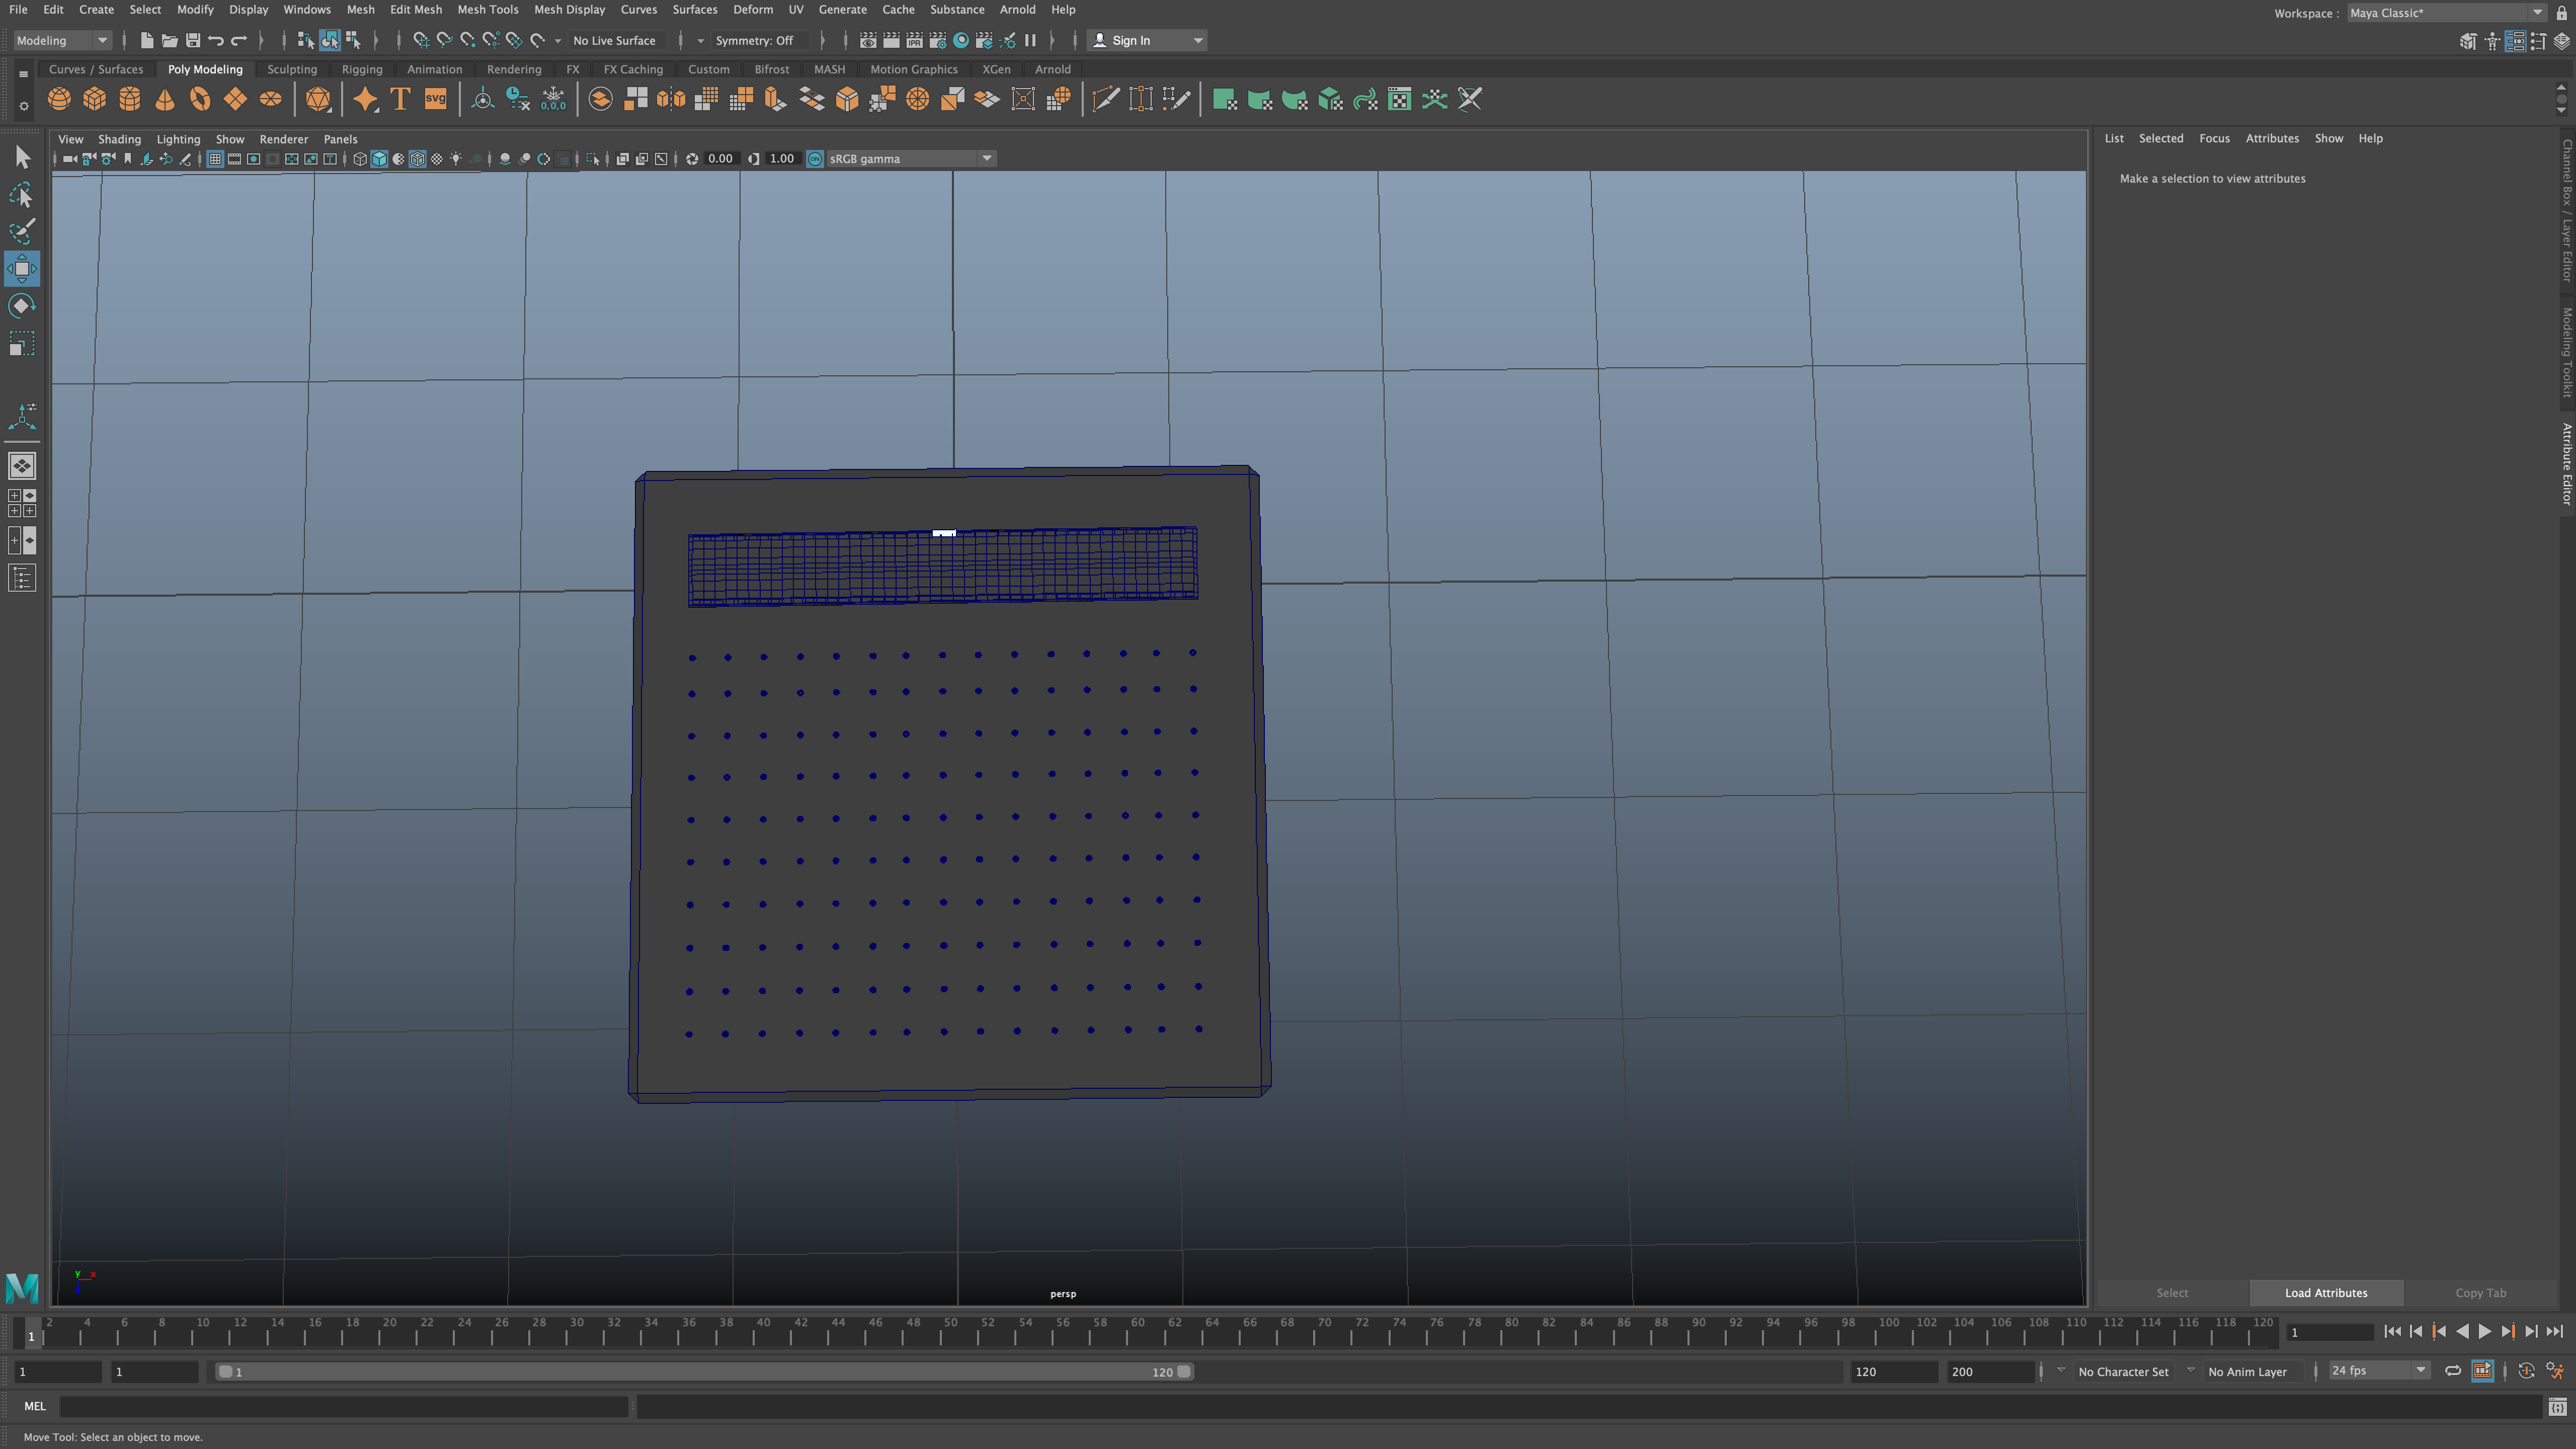 File Edit Create Select Modify Display Windows Mesh Edit Mesh Mesh Tools Mesh Display Curves Surfaces Deform UV Generate Cache Substance Arnold Help Workspace : Maya Classic*
Modeling No Live Surface Symmetry: Off IPR Sign In
Curves / Surfaces Poly Modeling Sculpting Rigging Animation Rendering FX FX Caching Custom Bifrost MASH Motion Graphics XGen Arnold
T SVG 0,0,0
View Shading Lighting Show Renderer Panels
0.00 1.00 ON sRGB gamma
List Selected Focus Attributes Show Help
Make a selection to view attributes
Channel Box / Layer Editor
Modeling Toolkit
Attribute Editor
y x
z
persp
Select Load Attributes Copy Tab
2 4 6 8 10 12 14 16 18 20 22 24 26 28 30 32 34 36 38 40 42 44 46 48 50 52 54 56 58 60 62 64 66 68 70 72 74 76 78 80 82 84 86 88 90 92 94 96 98 100 102 104 106 108 110 112 114 116 118 120
1 1
1 1 1 120 120 200 No Character Set No Anim Layer 24 fps
MEL
Move Tool: Select an object to move.